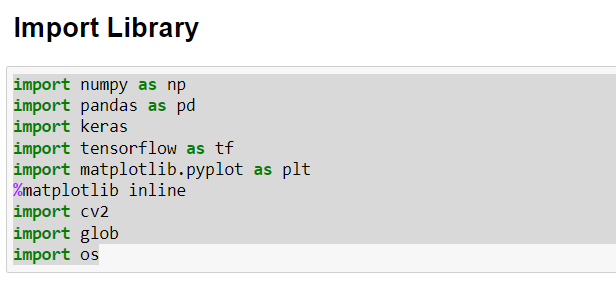 Import Library
import numpy as np
import pandas as pd
import keras
import tensorflow as tf
import matplotlib.pyplot as plt
%matplotlib inline
import cv2
import glob
import os